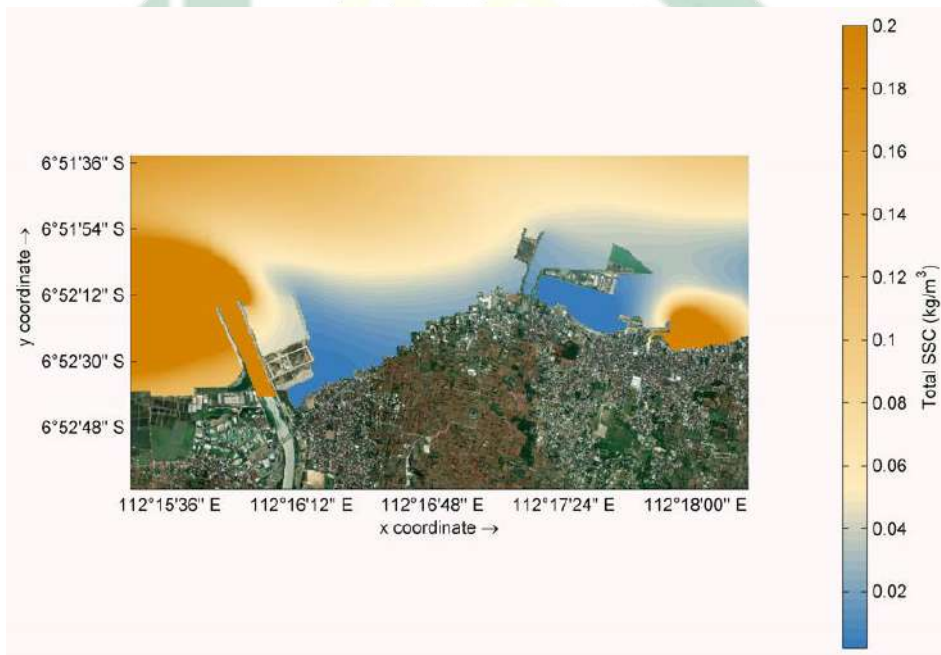 0.2
0.18
0.16
0.14
0.12
0.1
0.08
0.06
0.04
0.02
Total SSC (kg/m³)
6°51'36" S
6°51'54" S
6°52'12" S
6°52'30" S
6°52'48" S
y coordinate →
112°15'36" E 112°16'12" E 112°16'48" E 112°17'24" E 112°18'00" E
x coordinate →